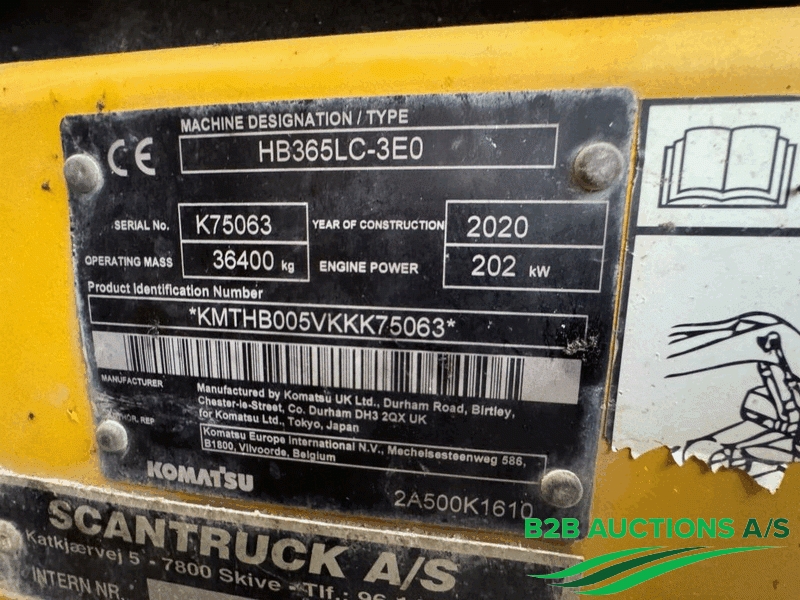 CE
MACHINE DESIGNATION / TYPE
HB365LC-3E0
SERIAL No. K75063 YEAR OF CONSTRUCTION 2020
OPERATING MASS 36400 kg ENGINE POWER 202 kW
Product Identification Number
*KMTHB005VKKK75063*
MANUFACTURER
Manufactured by Komatsu UK Ltd., Durham Road, Birtley,
Chester-le-Street, Co. Durham DH3 2QX UK
for Komatsu Ltd., Tokyo, Japan
REP
Komatsu Europe International N.V., Mechelsesteenweg 586,
B1800, Vilvoorde, Belgium
KOMATSU
2A500K1610
SCANTRUCK A/S
Katkjærvej 5 - 7800 Skive - Tlf.: 96
INTERN NR.
B2B AUCTIONS A/S